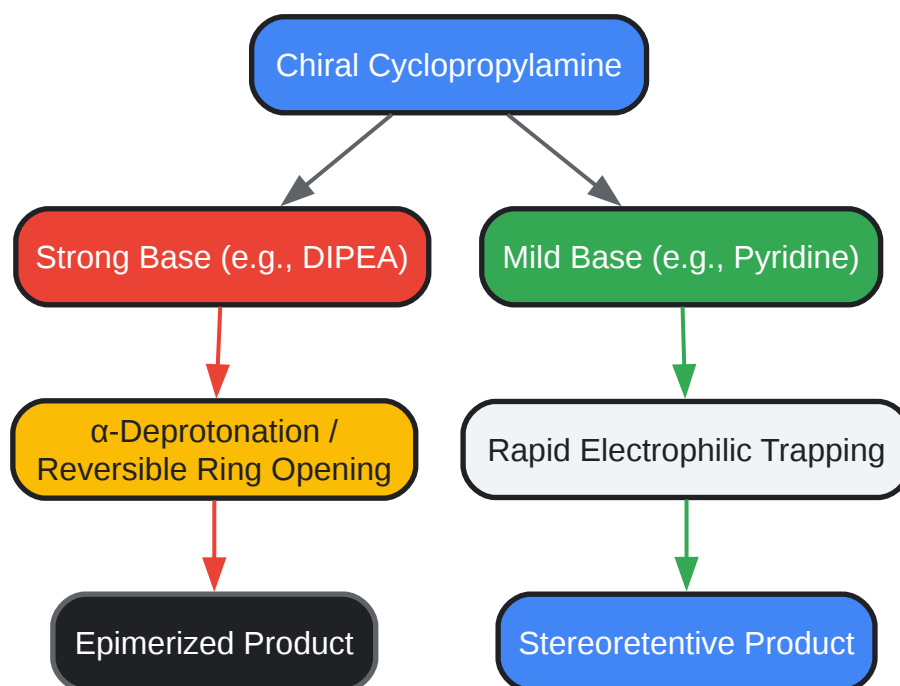 Chiral Cyclopropylamine
Strong Base (e.g., DIPEA)
Mild Base (e.g., Pyridine)
α-Deprotonation /
Reversible Ring Opening
Rapid Electrophilic Trapping
Epimerized Product
Stereoretentive Product